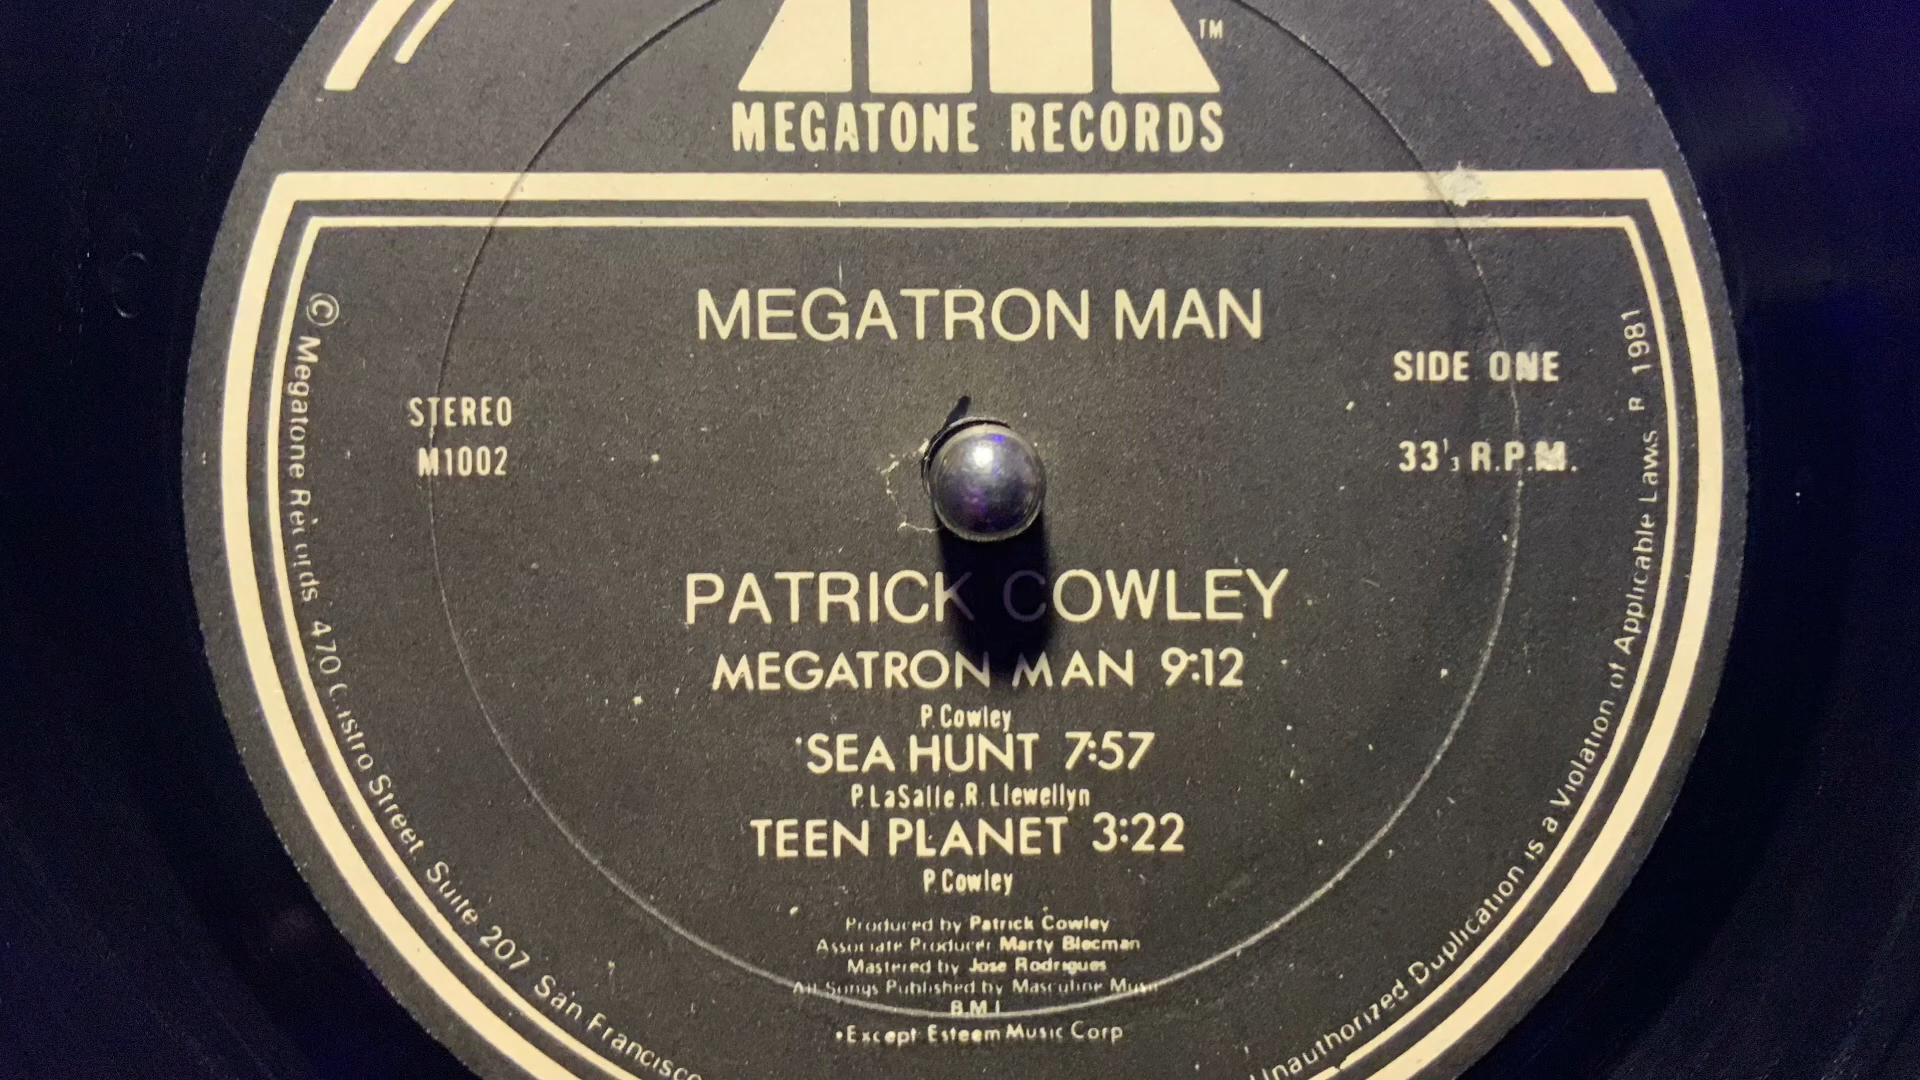 TM
MEGATONE RECORDS
MEGATRON MAN
SIDE ONE
STEREO
M1002
33 1/3 R.P.M.
PATRICK COWLEY
MEGATRON MAN 9:12
P. Cowley
*SEA HUNT 7:57
P. LaSalle, R. Llewellyn
TEEN PLANET 3:22
P. Cowley
Produced by Patrick Cowley
Associate Producer Marty Blecman
Mastered by Jose Rodrigues
All Songs Published by Masculine Music
B.M.I.
*Except Esteem Music Corp
© Megatone Records 470 Castro Street, Suite 207 San Francisco
Unauthorized Duplication is a Violation of Applicable Laws P 1981